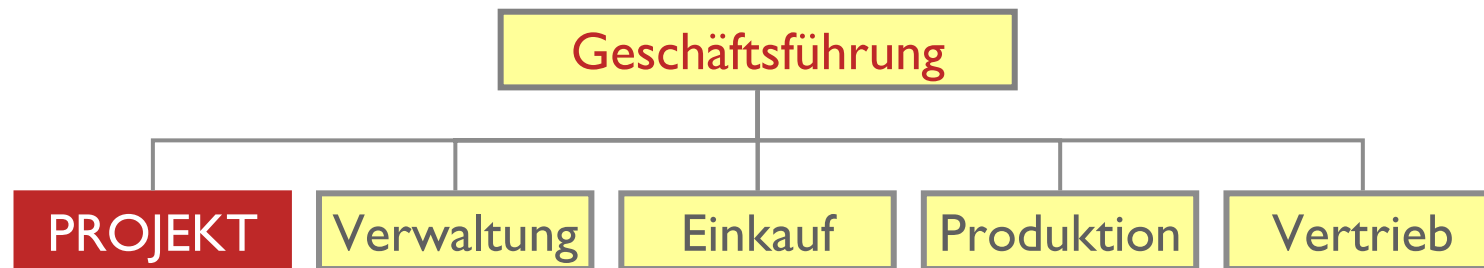 Geschäftsführung
PROJEKT Verwaltung Einkauf Produktion Vertrieb